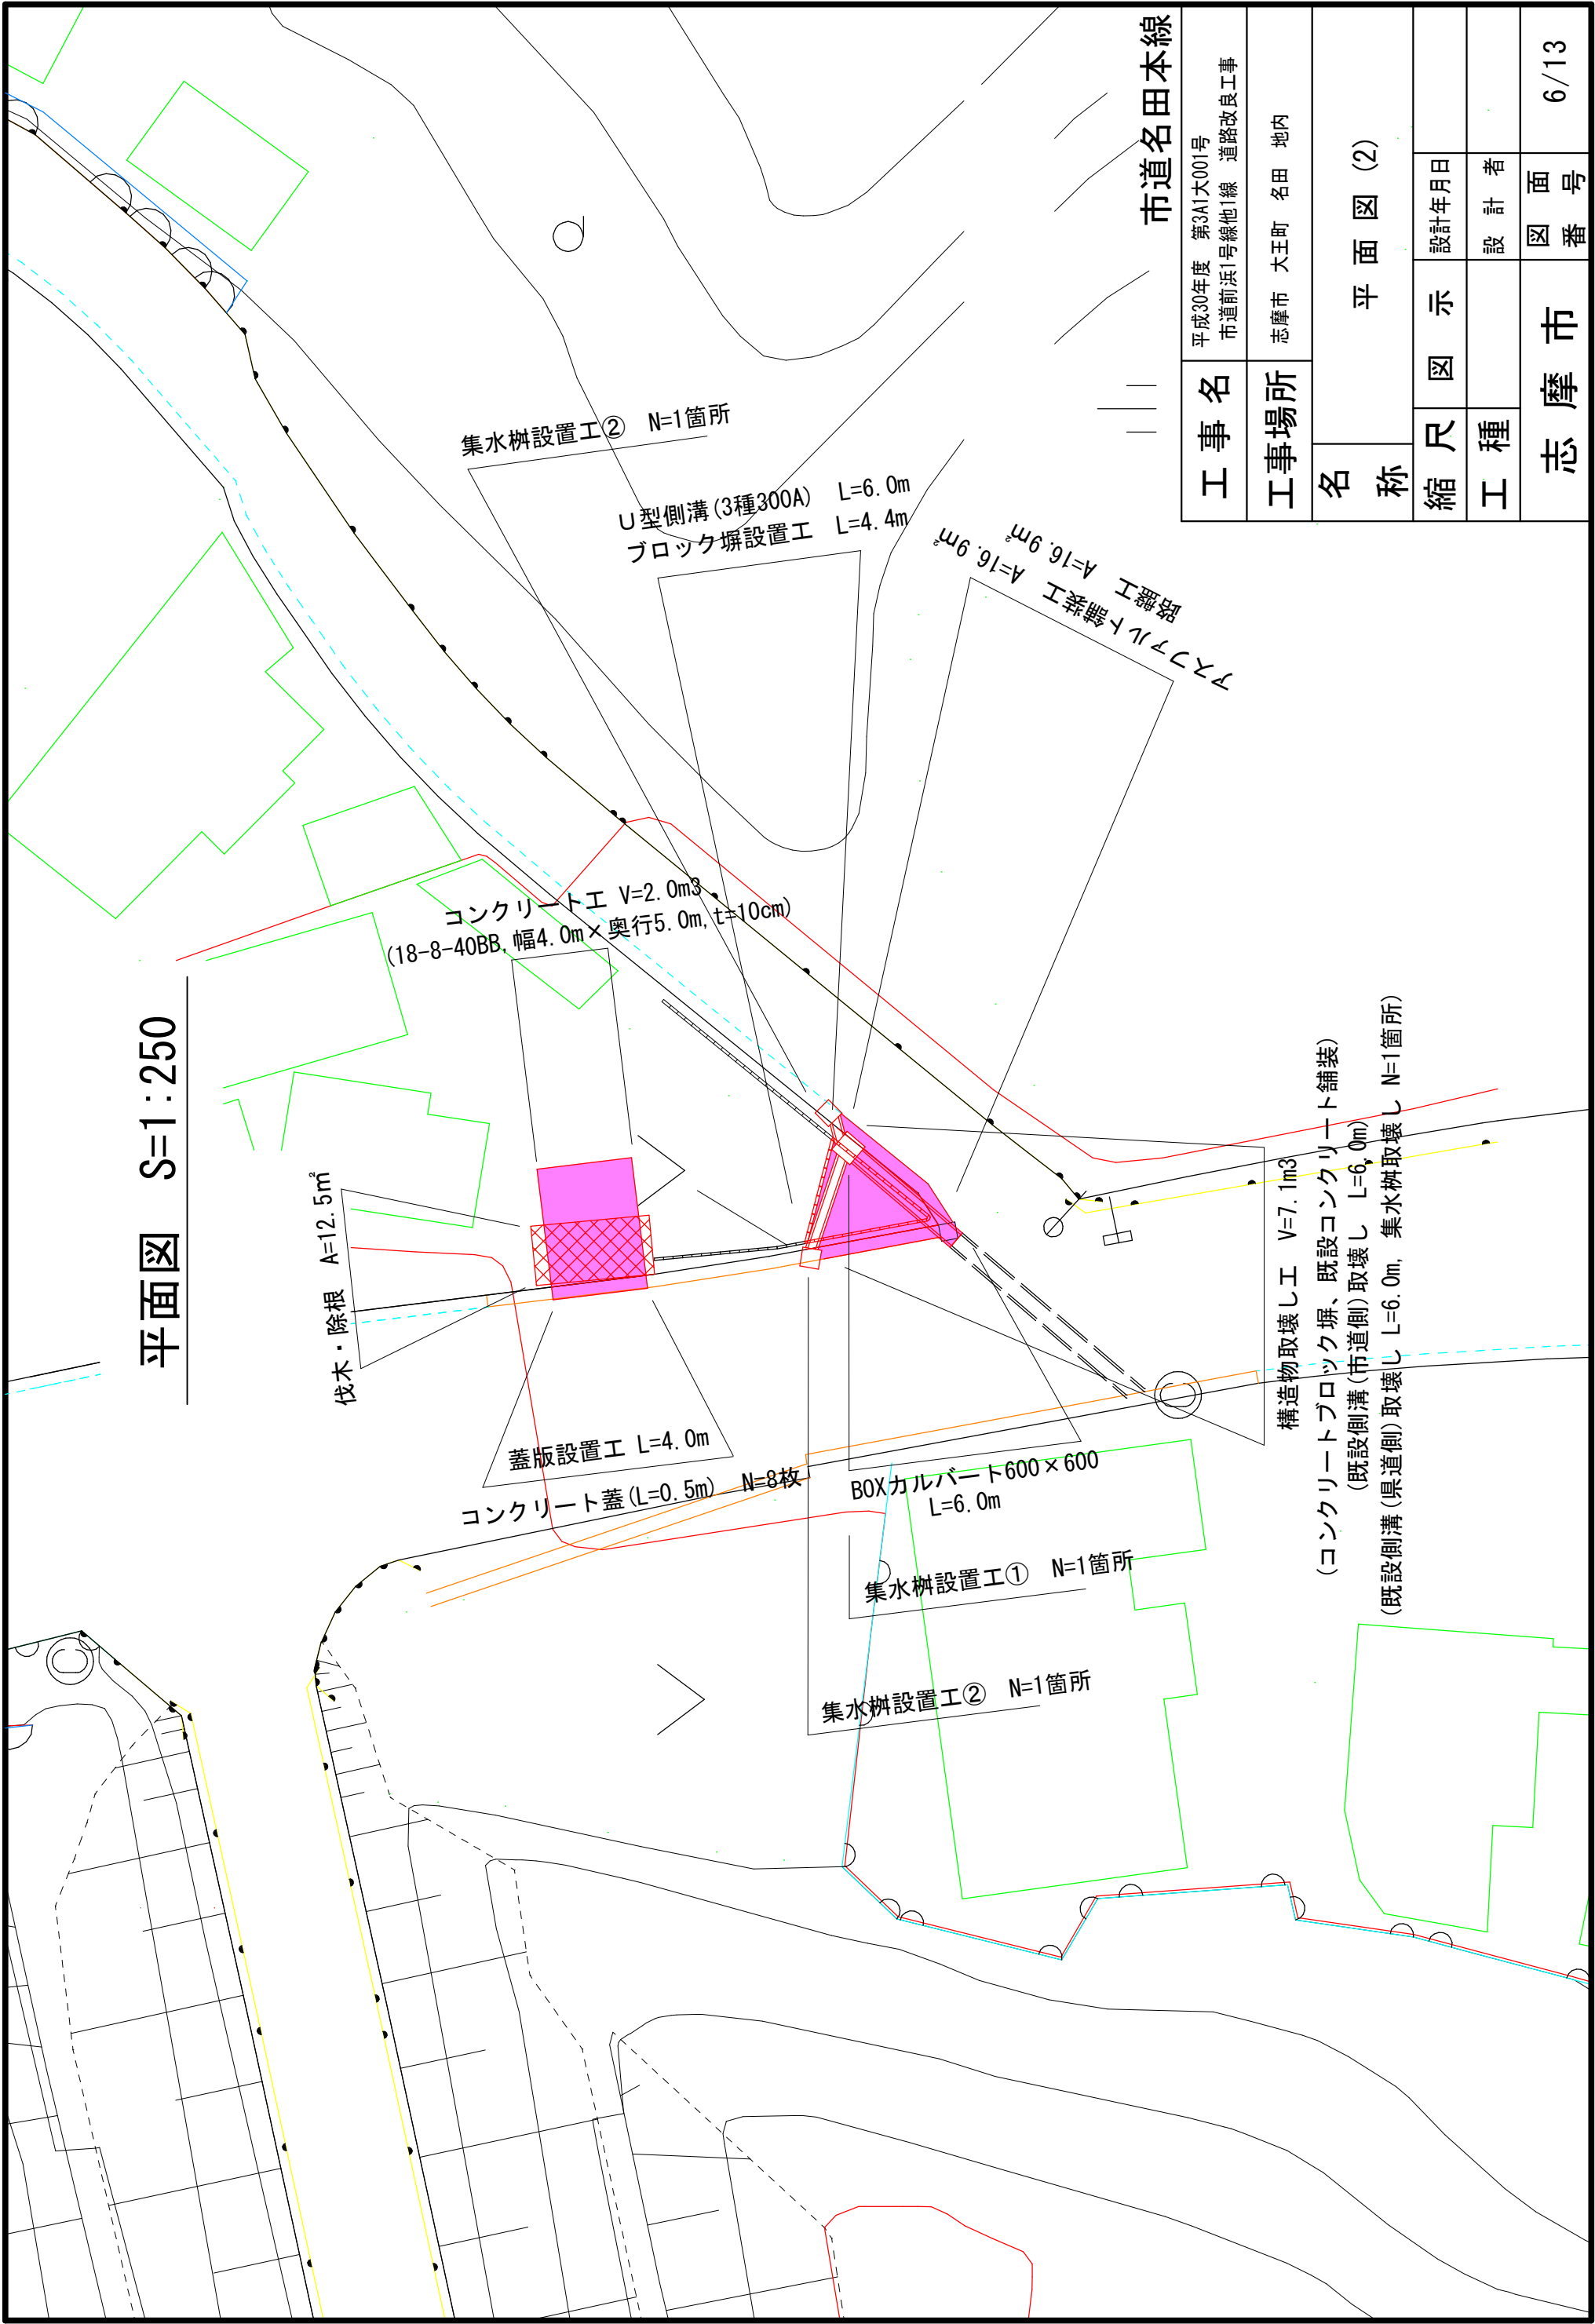 平面図 S=1:250
市道名田本線
集水桝設置工② N=1箇所
U型側溝(3種300A) L=6.0m
ブロック塀設置工 L=4.4m
アスファルト舗装工 A=16.9㎡
路盤工 A=16.9㎡
コンクリート工 V=2.0m3
(18-8-40BB,幅4.0m×奥行5.0m,t=10cm)
伐木・除根 A=12.5㎡
蓋版設置工 L=4.0m
コンクリート蓋(L=0.5m) N=8枚
BOXカルバート600×600
L=6.0m
集水桝設置工① N=1箇所
集水桝設置工② N=1箇所
構造物取壊し工 V=7.1m3
(コンクリートブロック塀、既設コンクリート舗装)
(既設側溝(市道側)取壊し L=6.0m)
(既設側溝(県道側)取壊し L=6.0m, 集水桝取壊し N=1箇所)
工事名
平成30年度 第3A1大001号
市道前浜1号線他1線 道路改良工事
工事場所
志摩市 大王町 名田 地内
名称
平面図(2)
縮尺
図示
設計年月日
工種
設計者
志摩市
図面番号
6/13